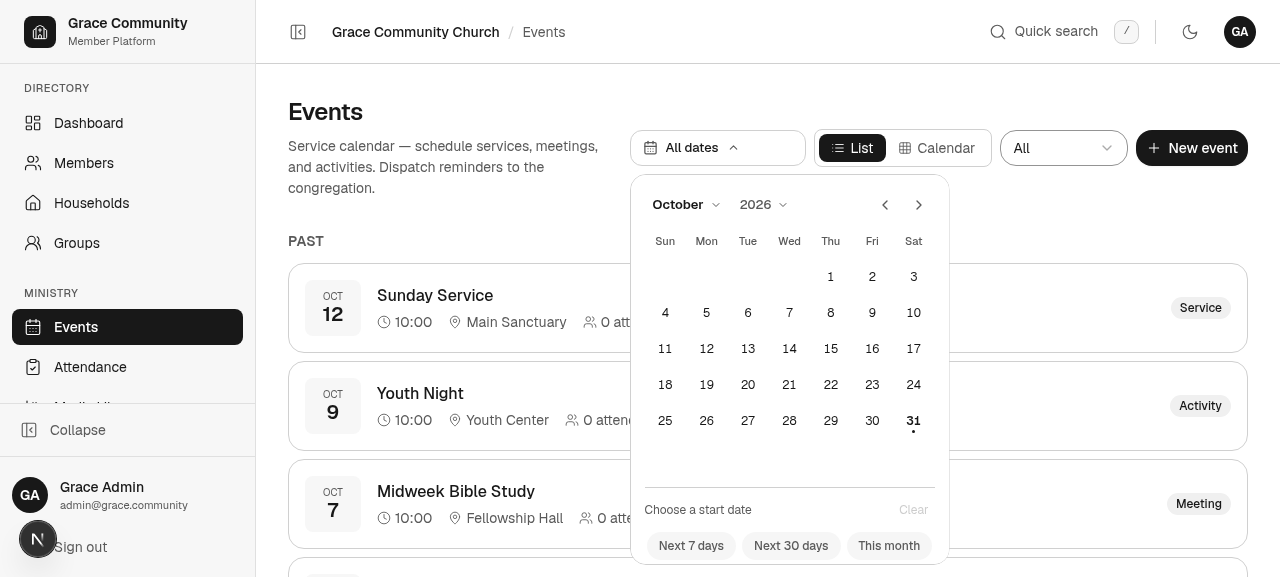 Grace Community
Member Platform
DIRECTORY
Dashboard
Members
Households
Groups
MINISTRY
Events
Attendance
Collapse
GA
Grace Admin
admin@grace.community
N
Sign out
Grace Community Church / Events
Quick search /
GA
Events
Service calendar — schedule services, meetings,
and activities. Dispatch reminders to the
congregation.
All dates
List
Calendar
All
New event
October 2026
Sun Mon Tue Wed Thu Fri Sat
1 2 3
4 5 6 7 8 9 10
11 12 13 14 15 16 17
18 19 20 21 22 23 24
25 26 27 28 29 30 31
Choose a start date
Clear
Next 7 days
Next 30 days
This month
PAST
OCT
12
Sunday Service
10:00 Main Sanctuary 0 att
Service
OCT
9
Youth Night
10:00 Youth Center 0 atten
Activity
OCT
7
Midweek Bible Study
10:00 Fellowship Hall 0 atte
Meeting